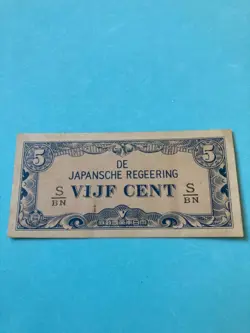 5 5
DE
JAPANSCHE REGEERING
S VIJF CENT S
BN BN